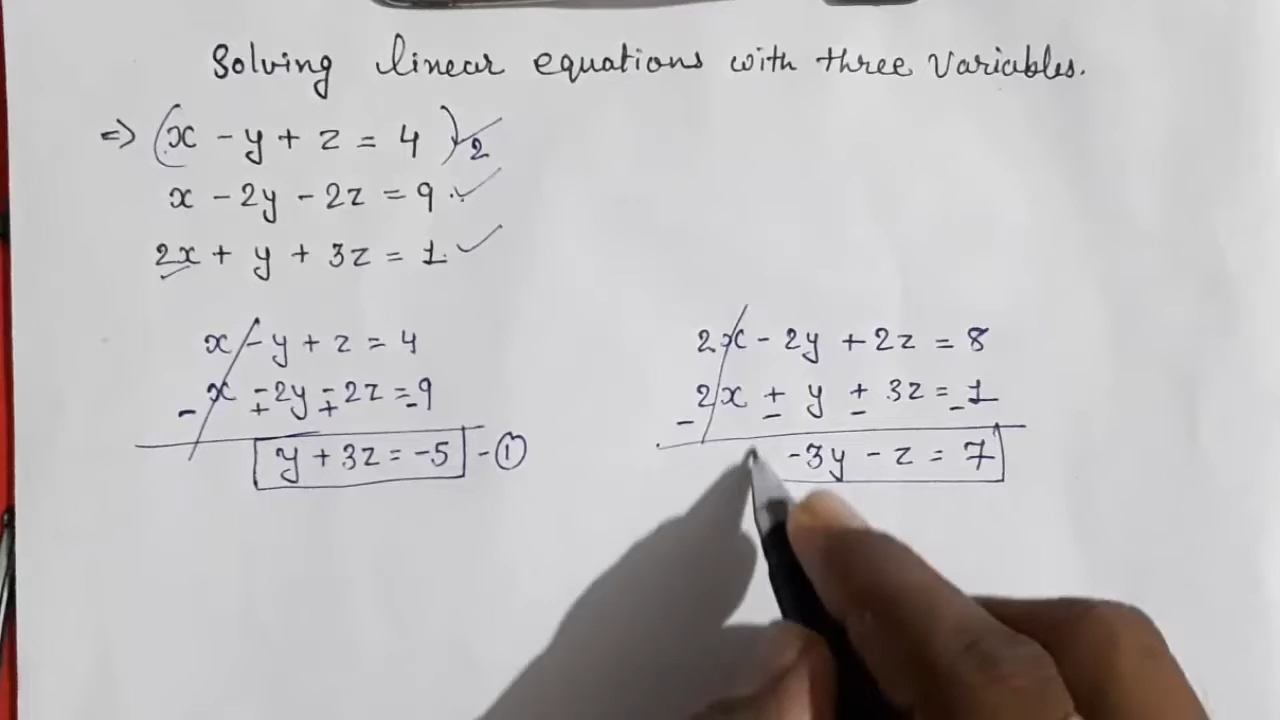 Solving linear equations with three variables.
=> (x - y + z = 4) 2
x - 2y - 2z = 9 ✓
2x + y + 3z = 1 ✓
x - y + z = 4
- x - 2y - 2z = 9
+ + -
y + 3z = -5 - ①
2x - 2y + 2z = 8
- 2x + y + 3z = 1
- - -
-3y - z = 7